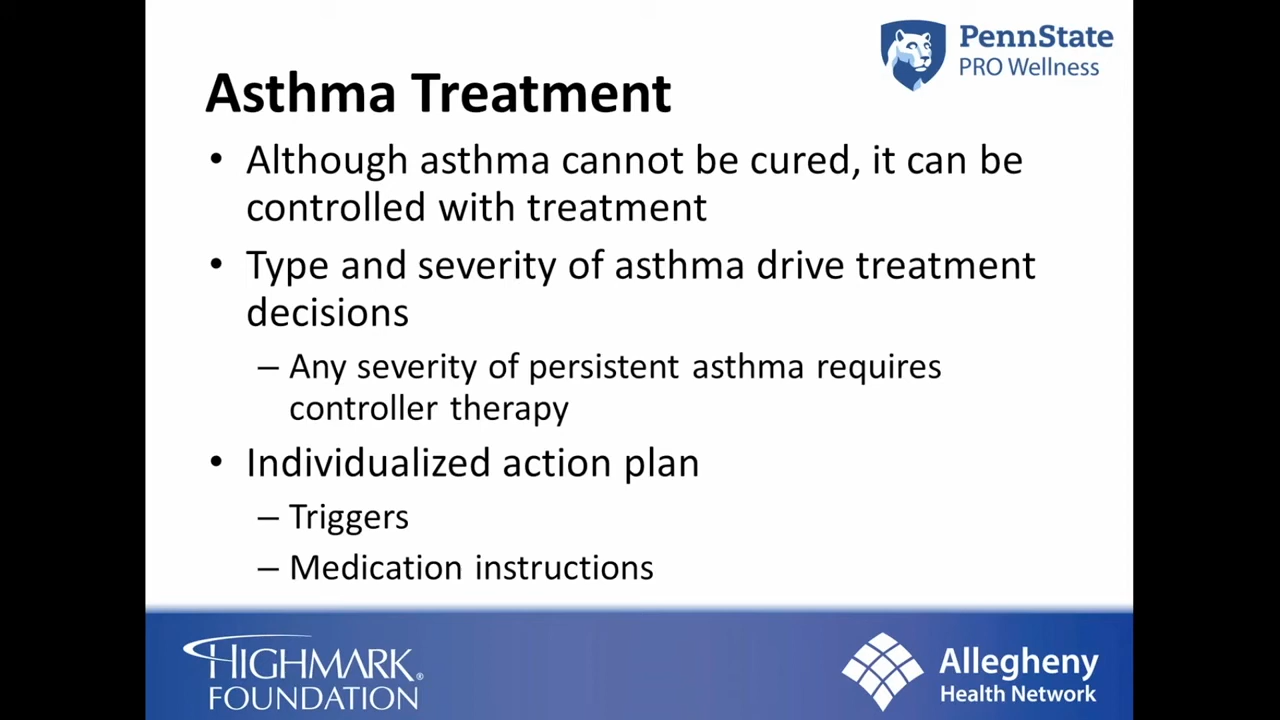 PennState
PRO Wellness
Asthma Treatment
• Although asthma cannot be cured, it can be
controlled with treatment
• Type and severity of asthma drive treatment
decisions
– Any severity of persistent asthma requires
controller therapy
• Individualized action plan
– Triggers
– Medication instructions
HIGHMARK®
FOUNDATION
Allegheny
Health Network